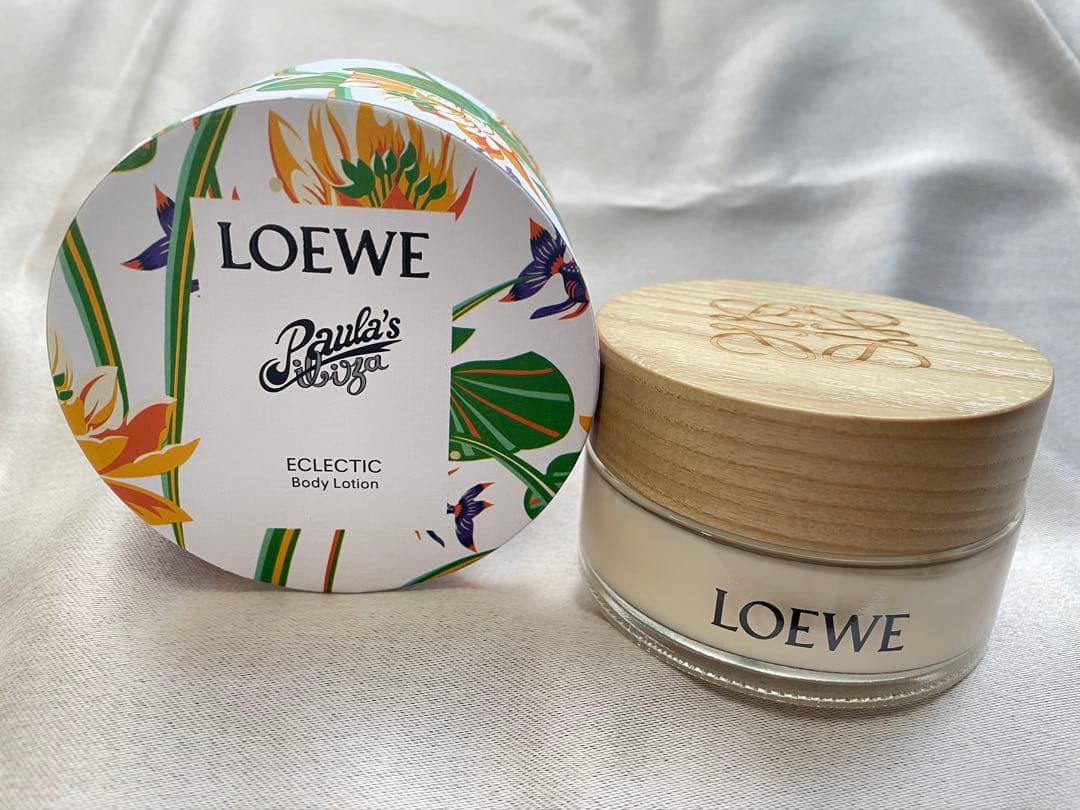 LOEWE
Paula's
ibiza
ECLECTIC
Body Lotion
LOEWE